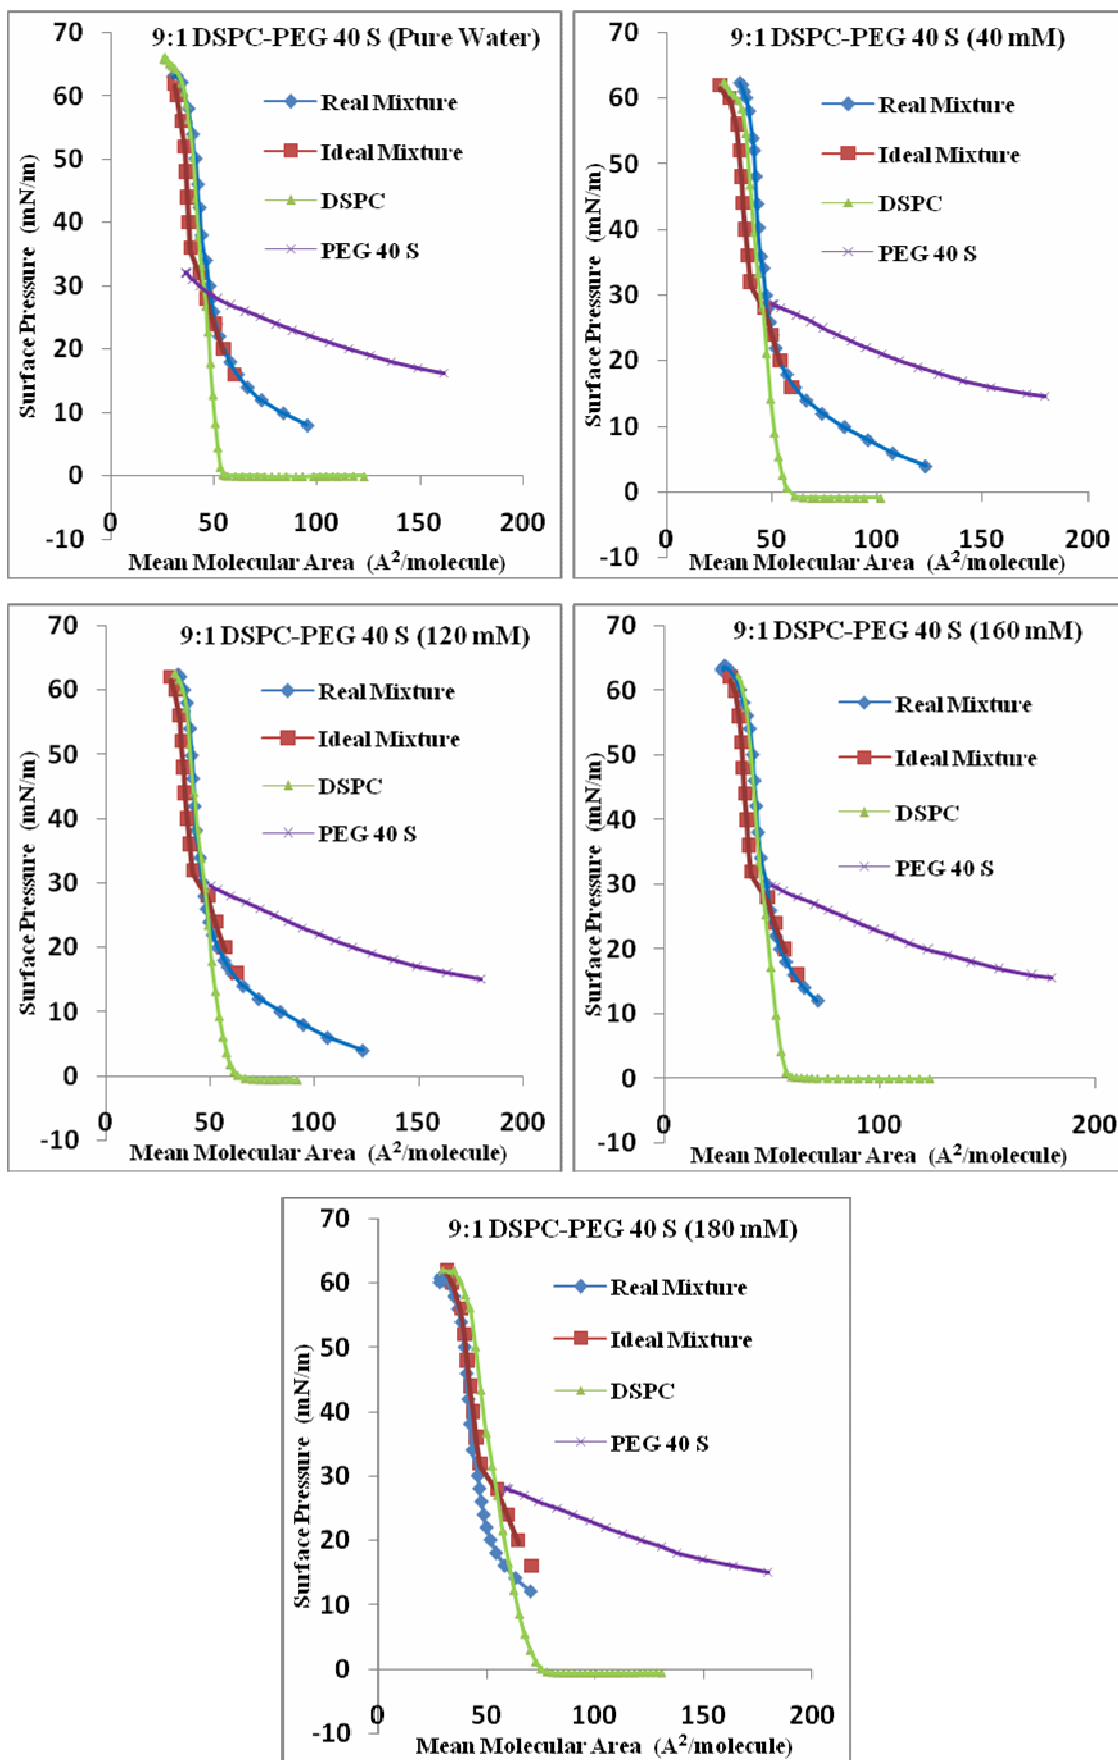 9:1 DSPC-PEG 40 S (Pure Water)
Real Mixture
Ideal Mixture
DSPC
PEG 40 S
Surface Pressure (mN/m)
70
60
50
40
30
20
10
0
-10
0 50 100 150 200
Mean Molecular Area (A²/molecule)
9:1 DSPC-PEG 40 S (40 mM)
Real Mixture
Ideal Mixture
DSPC
PEG 40 S
Surface Pressure (mN/m)
70
60
50
40
30
20
10
0
-10
0 50 100 150 200
Mean Molecular Area (A²/molecule)
9:1 DSPC-PEG 40 S (120 mM)
Real Mixture
Ideal Mixture
DSPC
PEG 40 S
Surface Pressure (mN/m)
70
60
50
40
30
20
10
0
-10
0 50 100 150 200
Mean Molecular Area (A²/molecule)
9:1 DSPC-PEG 40 S (160 mM)
Real Mixture
Ideal Mixture
DSPC
PEG 40 S
Surface Pressure (mN/m)
70
60
50
40
30
20
10
0
-10
0 100 200
Mean Molecular Area (A²/molecule)
9:1 DSPC-PEG 40 S (180 mM)
Real Mixture
Ideal Mixture
DSPC
PEG 40 S
Surface Pressure (mN/m)
70
60
50
40
30
20
10
0
-10
0 50 100 150 200
Mean Molecular Area (A²/molecule)